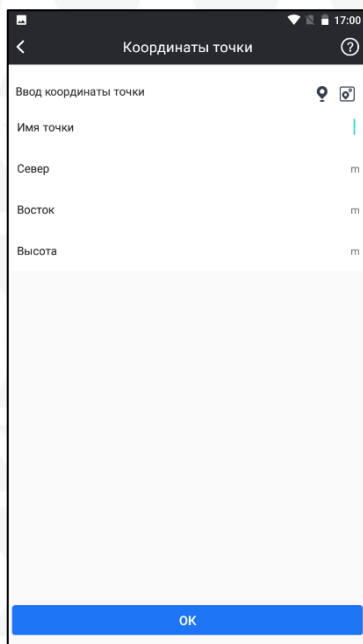 17:00
Координаты точки
Ввод координаты точки
Имя точки
Север m
Восток m
Высота m
OK